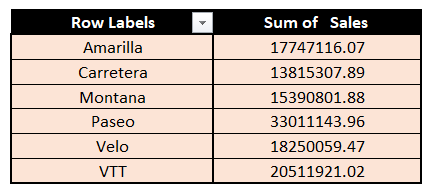 Row Labels Sum of Sales
Amarilla 17747116.07
Carretera 13815307.89
Montana 15390801.88
Paseo 33011143.96
Velo 18250059.47
VTT 20511921.02